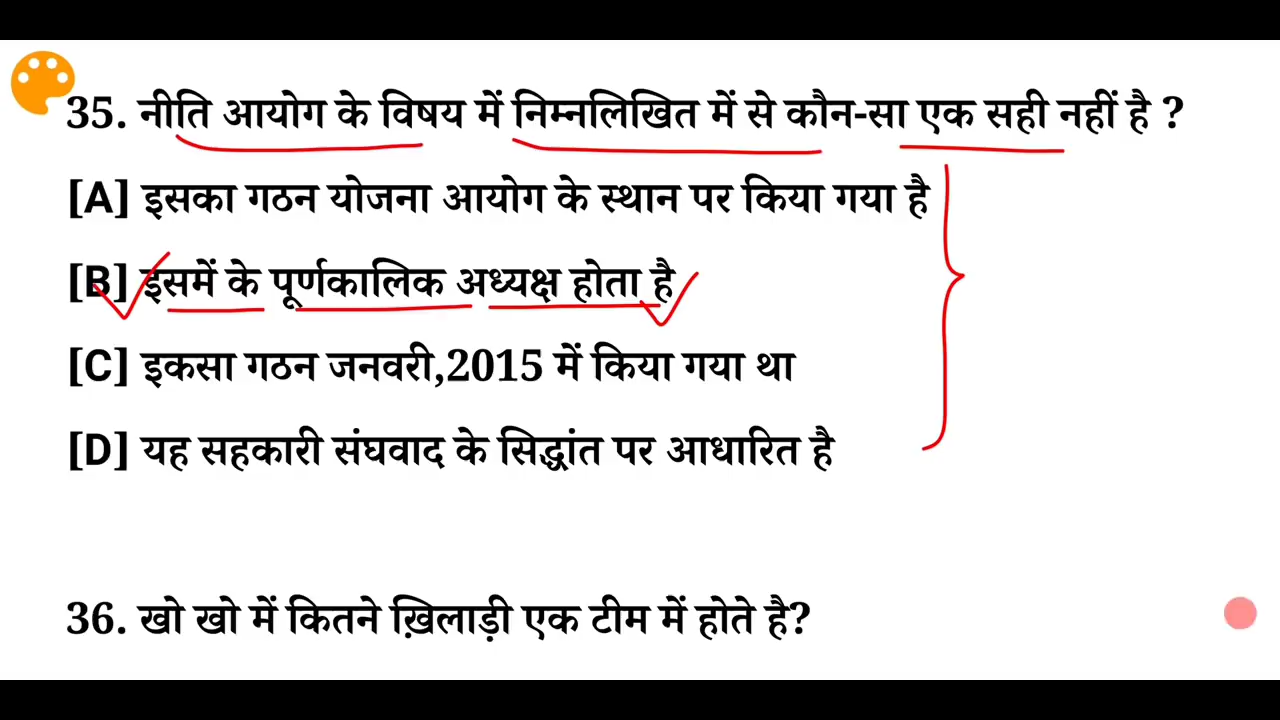 35. नीति आयोग के विषय में निम्नलिखित में से कौन-सा एक सही नहीं है ?
[A] इसका गठन योजना आयोग के स्थान पर किया गया है
[B] इसमें के पूर्णकालिक अध्यक्ष होता है
[C] इकसा गठन जनवरी,2015 में किया गया था
[D] यह सहकारी संघवाद के सिद्धांत पर आधारित है
36. खो खो में कितने ख़िलाड़ी एक टीम में होते है?